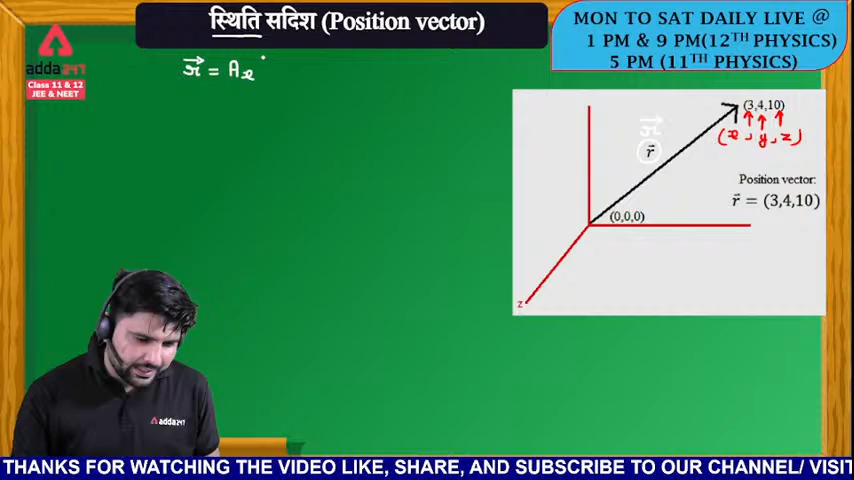 स्थिति सदिश (Position vector)
MON TO SAT DAILY LIVE @
1 PM & 9 PM(12TH PHYSICS)
5 PM (11TH PHYSICS)
adda247
Class 11 & 12
JEE & NEET
r⃗ = Ax
(3,4,10)
(x, y, z)
r⃗
r⃗
Position vector:
r⃗ = (3,4,10)
(0,0,0)
z
adda247
THANKS FOR WATCHING THE VIDEO LIKE, SHARE, AND SUBSCRIBE TO OUR CHANNEL/ VISIT